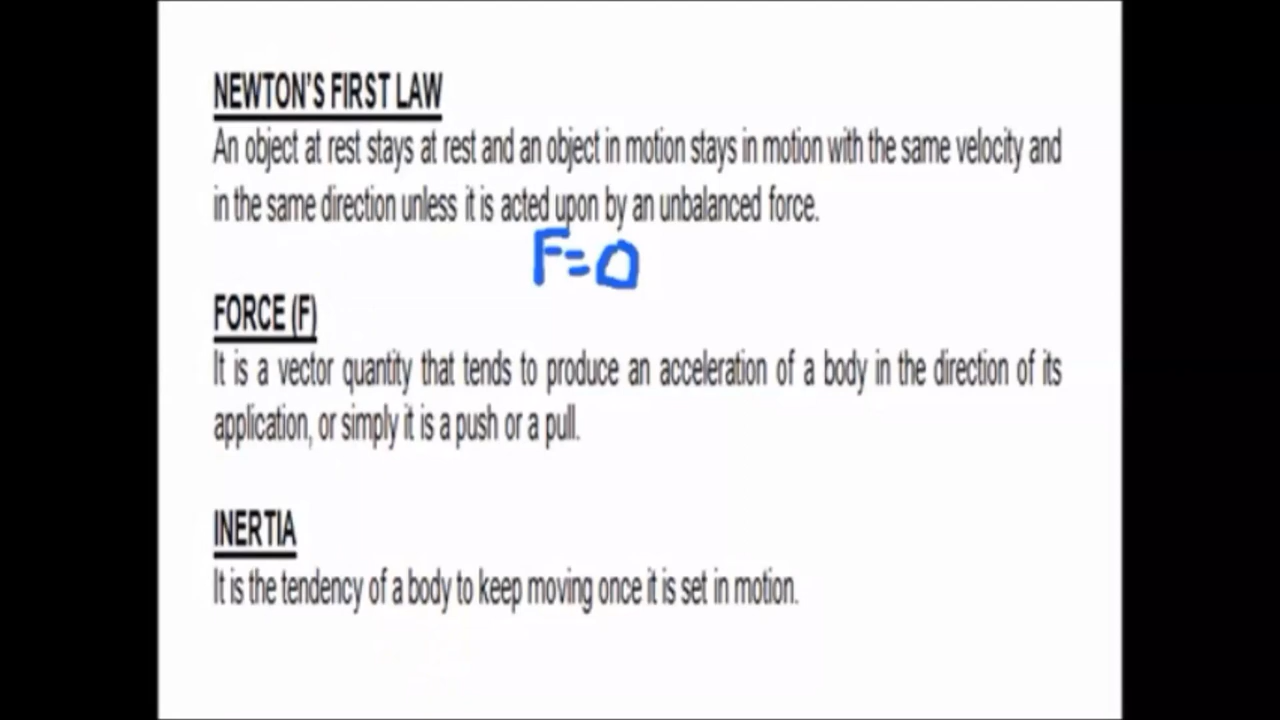 NEWTON'S FIRST LAW
An object at rest stays at rest and an object in motion stays in motion with the same velocity and
in the same direction unless it is acted upon by an unbalanced force.
F=0
FORCE (F)
It is a vector quantity that tends to produce an acceleration of a body in the direction of its
application, or simply it is a push or a pull.
INERTIA
It is the tendency of a body to keep moving once it is set in motion.